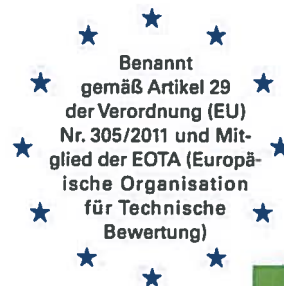 Benannt
gemäß Artikel 29
der Verordnung (EU)
Nr. 305/2011 und Mit-
glied der EOTA (Europä-
ische Organisation
für Technische
Bewertung)